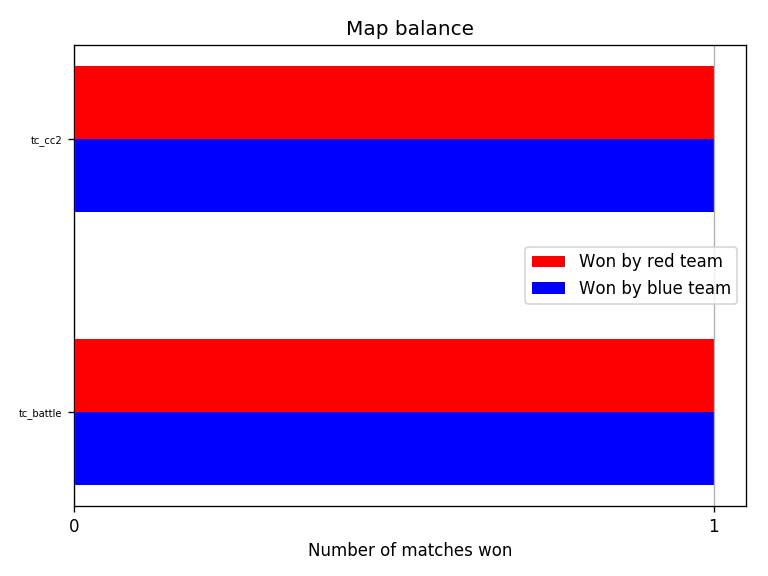 Map balance
tc_cc2
Won by red team
Won by blue team
tc_battle
0 1
Number of matches won